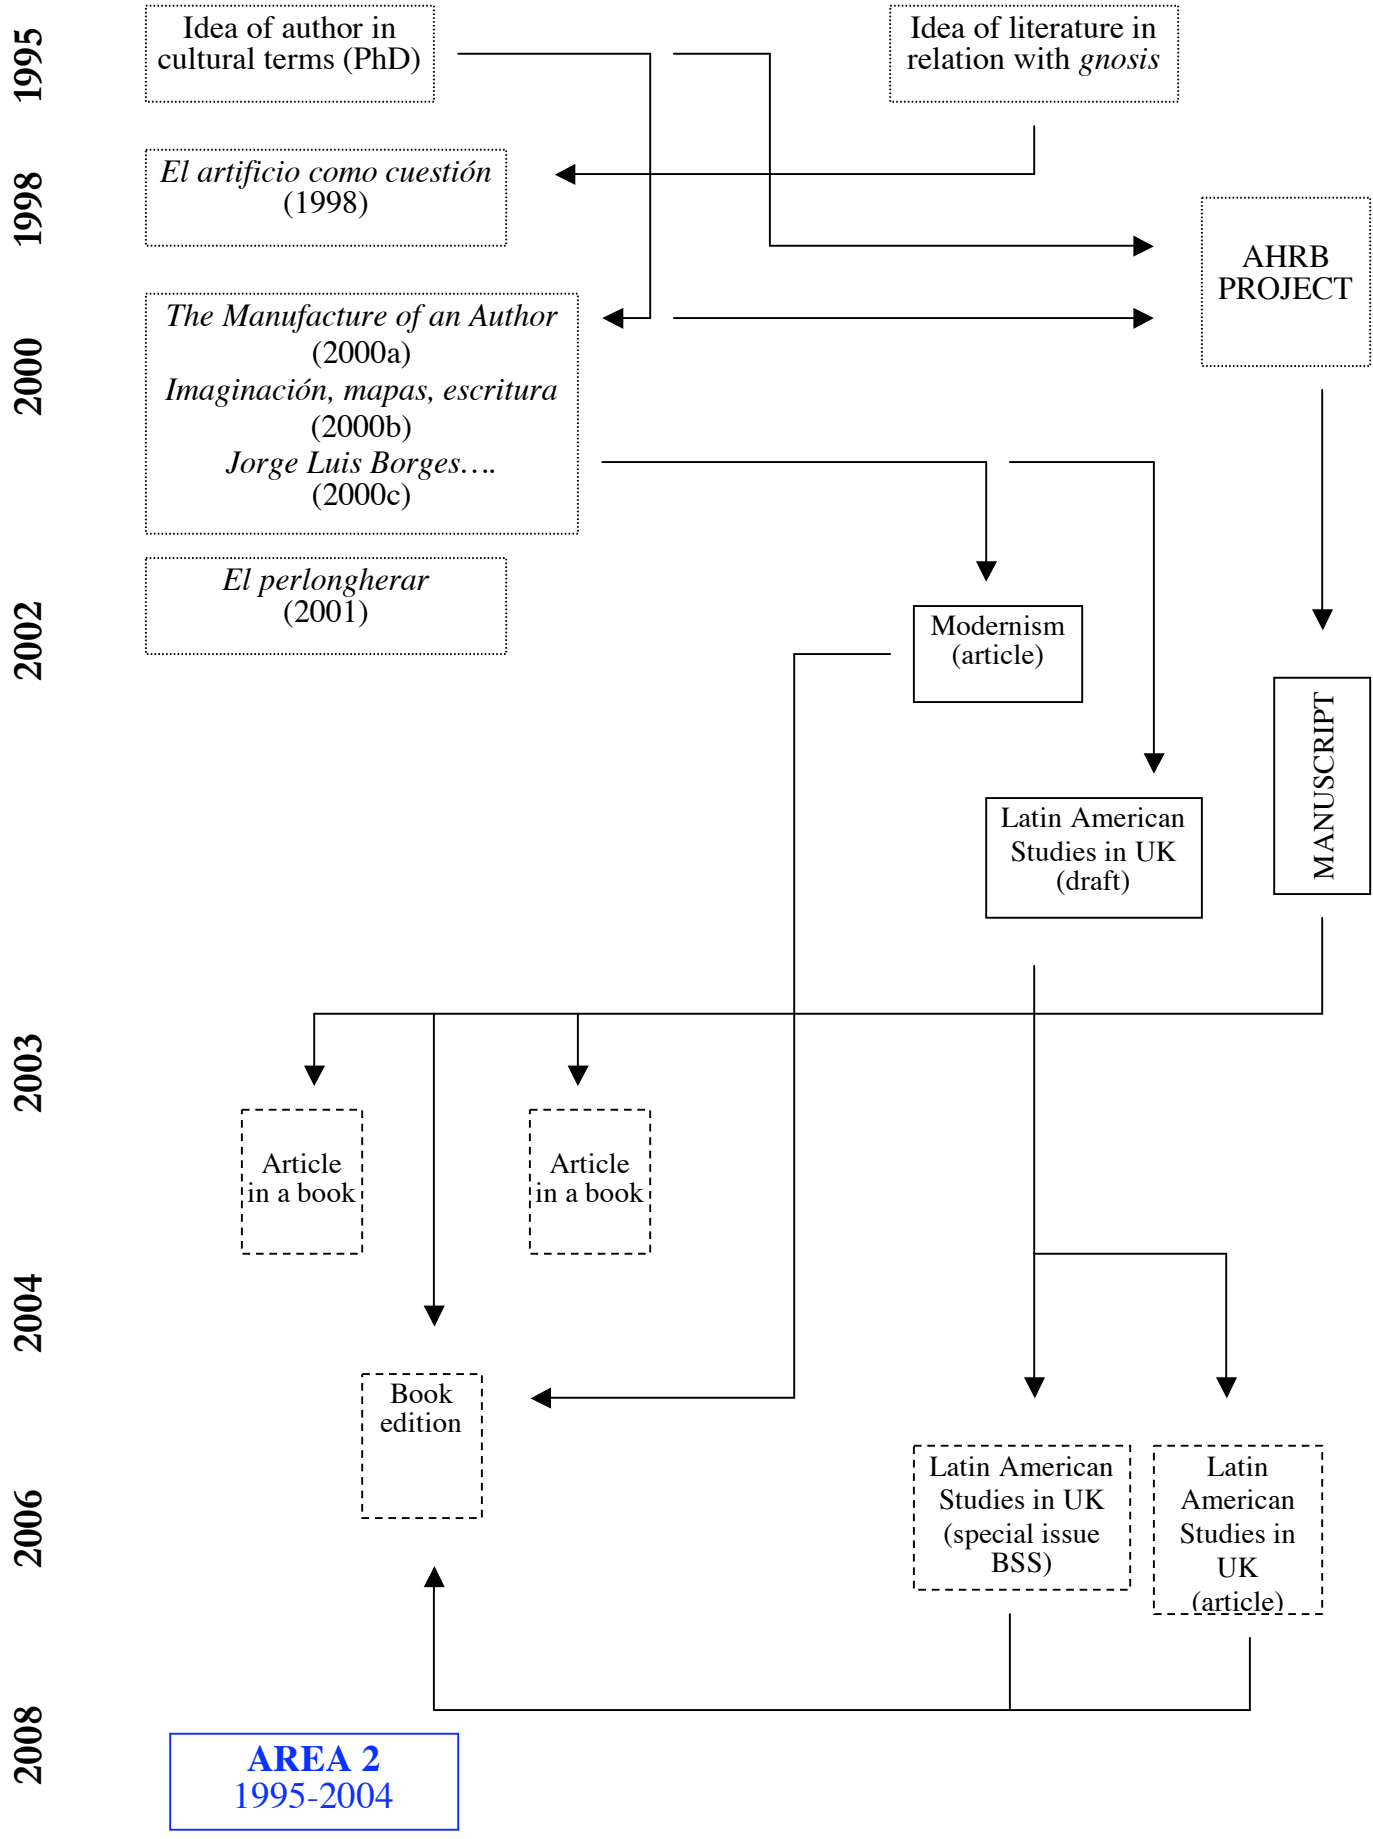 1995
Idea of author in
cultural terms (PhD)
Idea of literature in
relation with gnosis
1998
El artificio como cuestión
(1998)
AHRB
PROJECT
2000
The Manufacture of an Author
(2000a)
Imaginación, mapas, escritura
(2000b)
Jorge Luis Borges….
(2000c)
2002
El perlongherar
(2001)
Modernism
(article)
MANUSCRIPT
Latin American
Studies in UK
(draft)
2003
Article
in a book
Article
in a book
2004
Book
edition
2006
Latin American
Studies in UK
(special issue
BSS)
Latin
American
Studies in
UK
(article)
2008
AREA 2
1995-2004